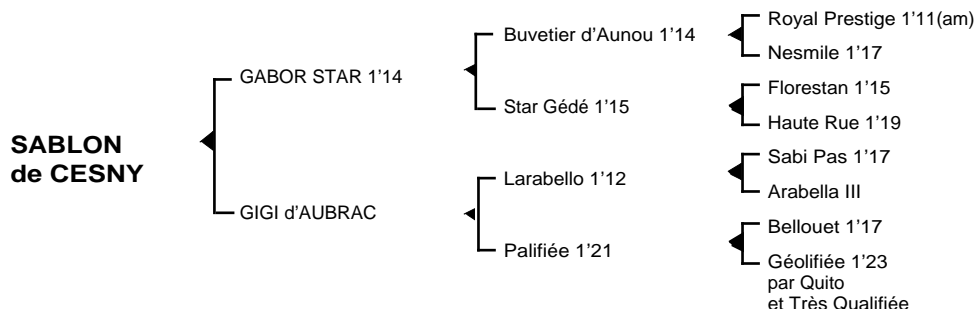 SABLON
de CESNY
GABOR STAR 1'14
GIGI d'AUBRAC
Buvetier d'Aunou 1'14
Star Gédé 1'15
Larabello 1'12
Palifiée 1'21
Royal Prestige 1'11(am)
Nesmile 1'17
Florestan 1'15
Haute Rue 1'19
Sabi Pas 1'17
Arabella III
Bellouet 1'17
Géolifiée 1'23
par Quito
et Très Qualifiée